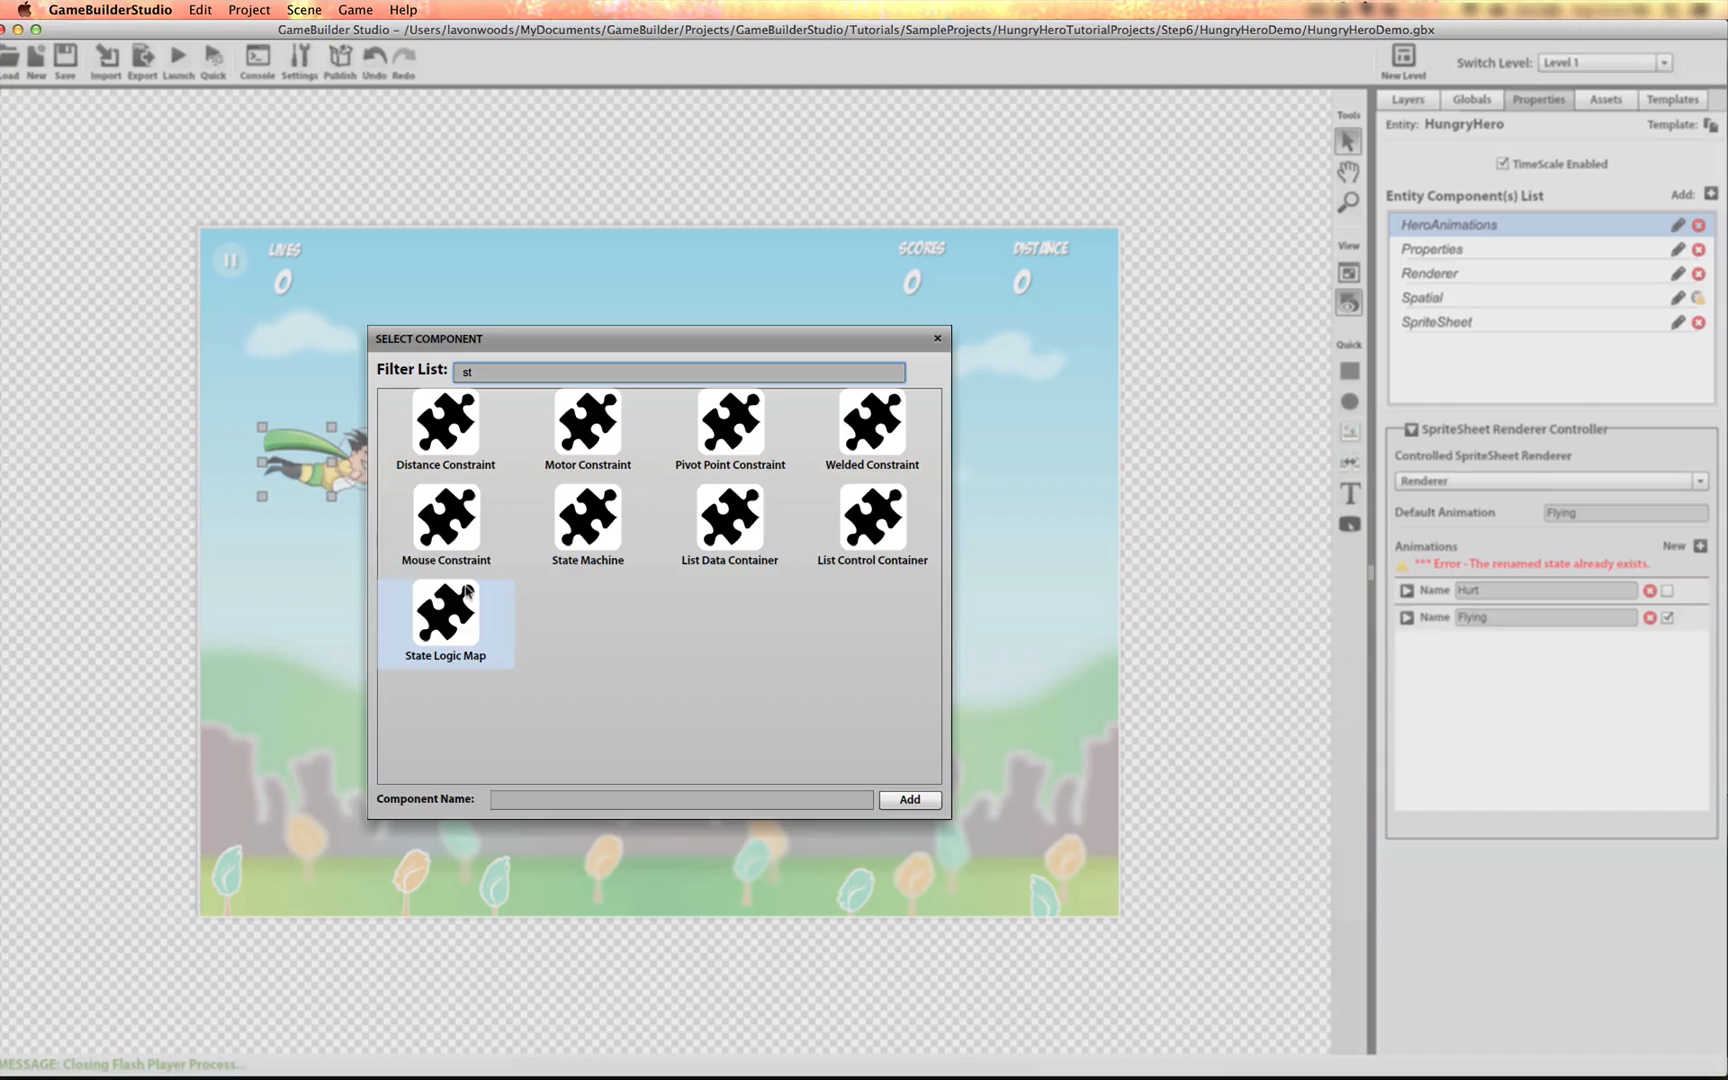 GameBuilderStudio Edit Project Scene Game Help
GameBuilder Studio - /Users/lavonwoods/MyDocuments/GameBuilder/Projects/GameBuilderStudio/Tutorials/SampleProjects/HungryHeroTutorialProjects/Step6/HungryHeroDemo/HungryHeroDemo.gbx
oad New Save Import Export Launch Quick Console Settings Publish Undo Redo
New Level
Switch Level: Level 1
Layers Globals Properties Assets Templates
Entity: HungryHero Template:
TimeScale Enabled
Entity Component(s) List Add:
HeroAnimations
Properties
Renderer
Spatial
SpriteSheet
SpriteSheet Renderer Controller
Controlled SpriteSheet Renderer
Renderer
Default Animation Flying
Animations New
*** Error - The renamed state already exists.
Name Hurt
Name Flying
Tools
View
Quick
T
LIVES
0
SCORES
0
DISTANCE
0
SELECT COMPONENT
Filter List: st
Distance Constraint Motor Constraint Pivot Point Constraint Welded Constraint
Mouse Constraint State Machine List Data Container List Control Container
State Logic Map
Component Name: Add
MESSAGE: Closing Flash Player Process...